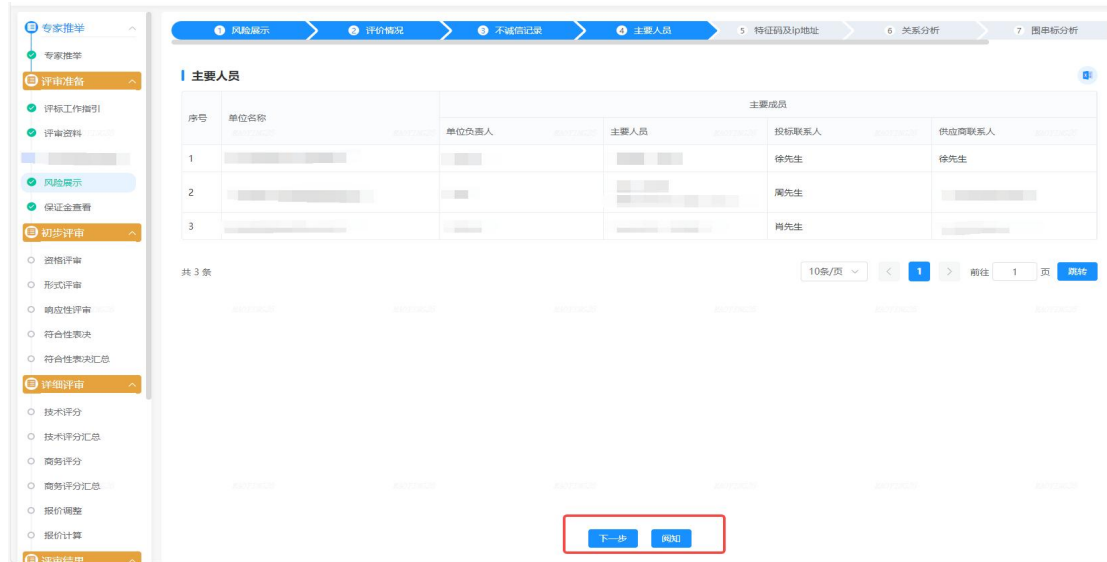 专家推举
专家推举
评审准备
评标工作指引
评审资料
风险展示
保证金查看
初步评审
资格评审
形式评审
响应性评审
符合性表决
符合性表决汇总
详细评审
技术评分
技术评分汇总
商务评分
商务评分汇总
报价调整
报价计算
评审结果
1 风险展示
2 评价情况
3 不诚信记录
4 主要人员
5 特征码及ip地址
6 关系分析
7 围串标分析
主要人员
序号 单位名称 主要成员
单位负责人 主要人员 投标联系人 供应商联系人
1 徐先生 徐先生
2 周先生
3 肖先生
共 3 条 10条/页 1 前往 1 页 跳转
下一步 阅知